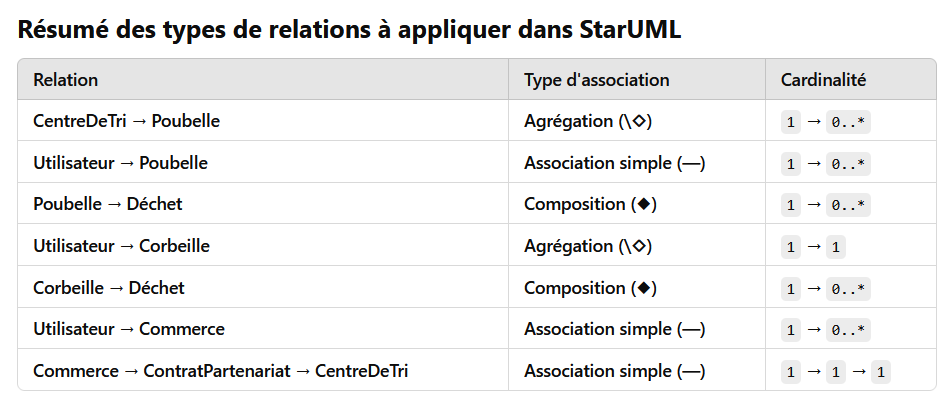 Résumé des types de relations à appliquer dans StarUML
Relation Type d'association Cardinalité
CentreDeTri → Poubelle Agrégation (\◇) 1 → 0..*
Utilisateur → Poubelle Association simple (—) 1 → 0..*
Poubelle → Déchet Composition (◆) 1 → 0..*
Utilisateur → Corbeille Agrégation (\◇) 1 → 1
Corbeille → Déchet Composition (◆) 1 → 0..*
Utilisateur → Commerce Association simple (—) 1 → 0..*
Commerce → ContratPartenariat → CentreDeTri Association simple (—) 1 → 1 → 1